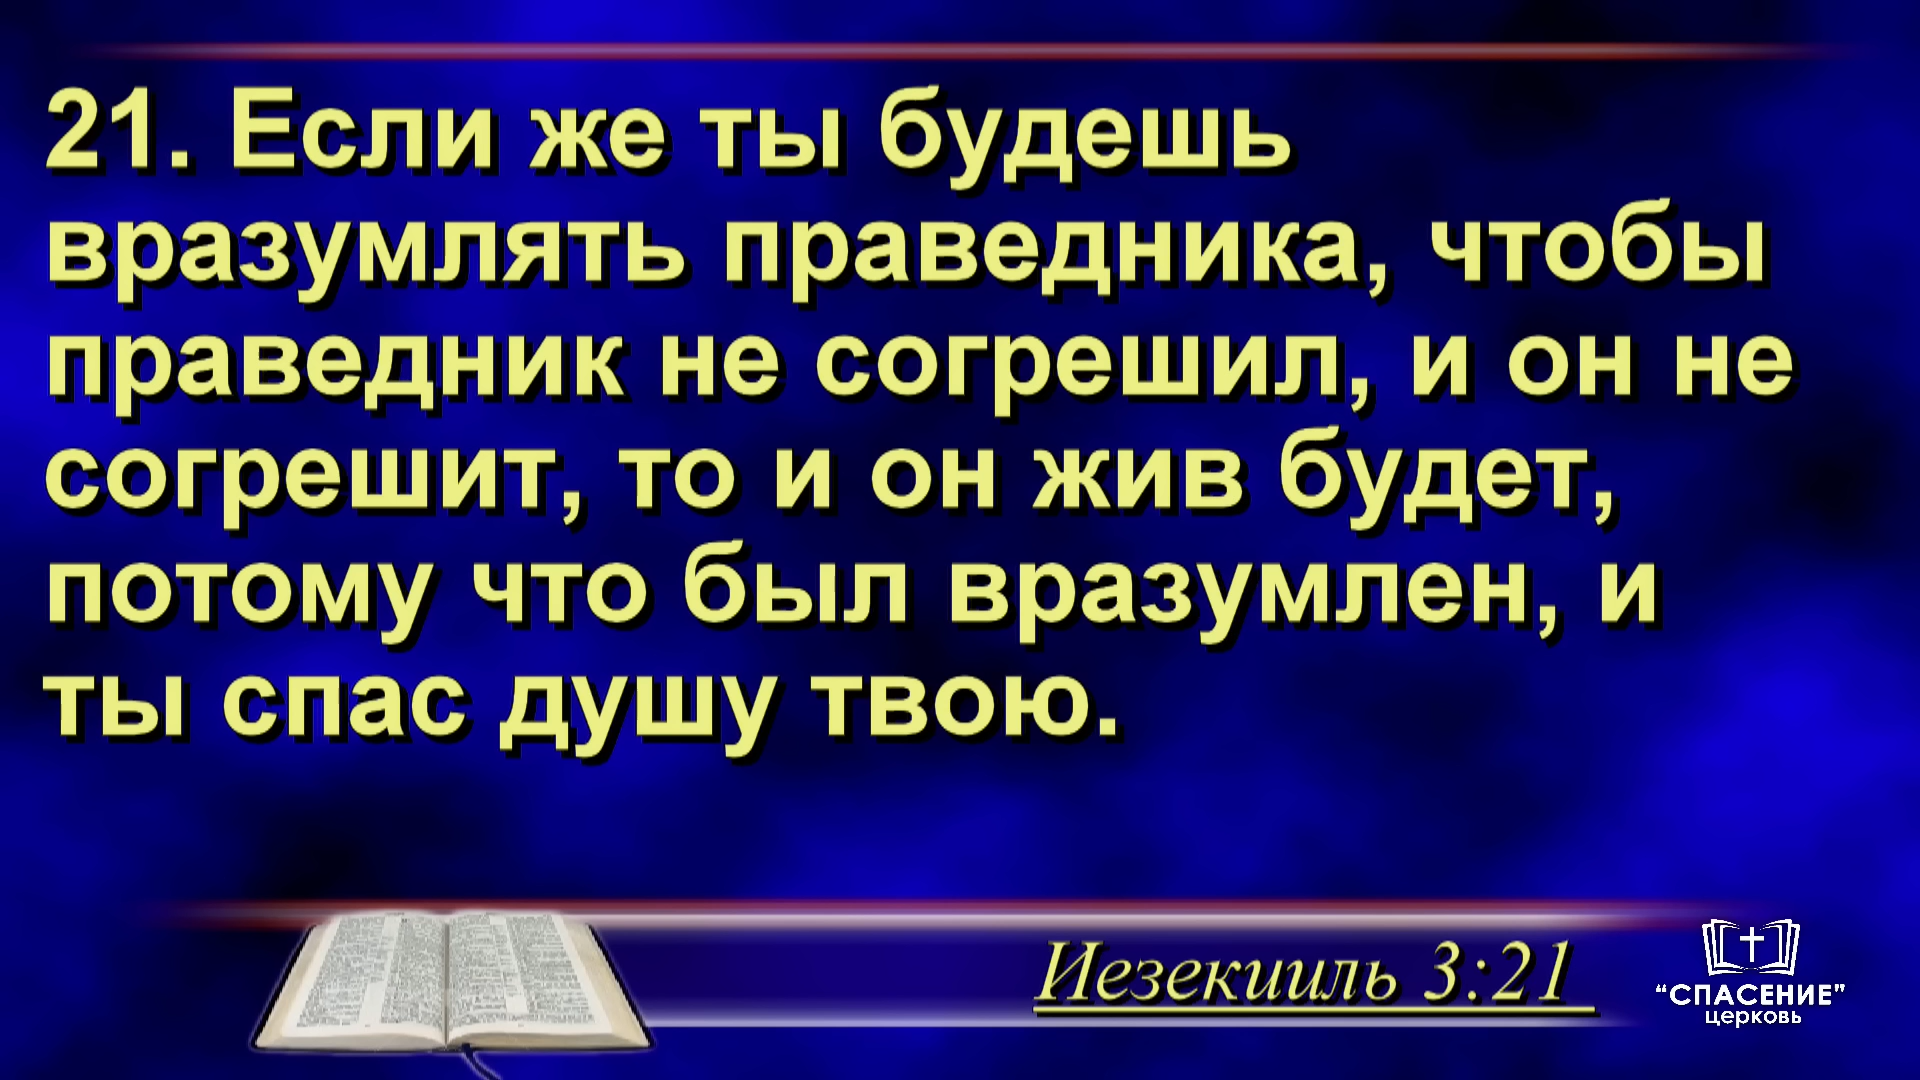 21. Если же ты будешь
вразумлять праведника, чтобы
праведник не согрешил, и он не
согрешит, то и он жив будет,
потому что был вразумлен, и
ты спас душу твою.
Иезекииль 3:21
“СПАСЕНИЕ”
церковь